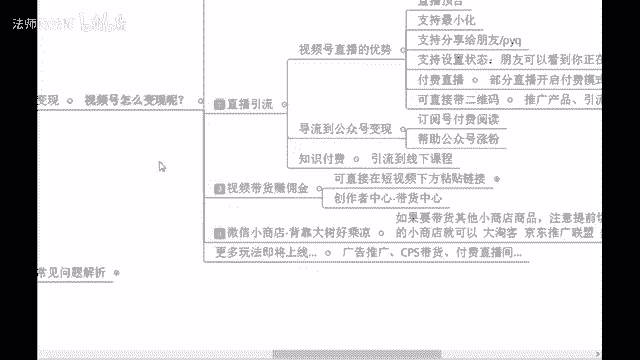 直播预告
支持最小化
视频号直播的优势
支持分享给朋友/pyq
支持设置状态：朋友可以看到你正在
付费直播
部分直播开启付费模式
变现
视频号怎么变现呢？
1 直播引流
可直接带二维码
推广产品、引流
订阅号付费阅读
导流到公众号变现
帮助公众号涨粉
知识付费
引流到线下课程
可直接在短视频下方粘贴链接
2 视频带货赚佣金
创作者中心·带货中心
如果要带货其他小商店商品，注意提前切
微信小商店·背靠大树好乘凉
的小商店就可以 大淘客 京东推广联盟
更多玩法即将上线...
广告推广、CPS带货、付费直播间...
常见问题解析